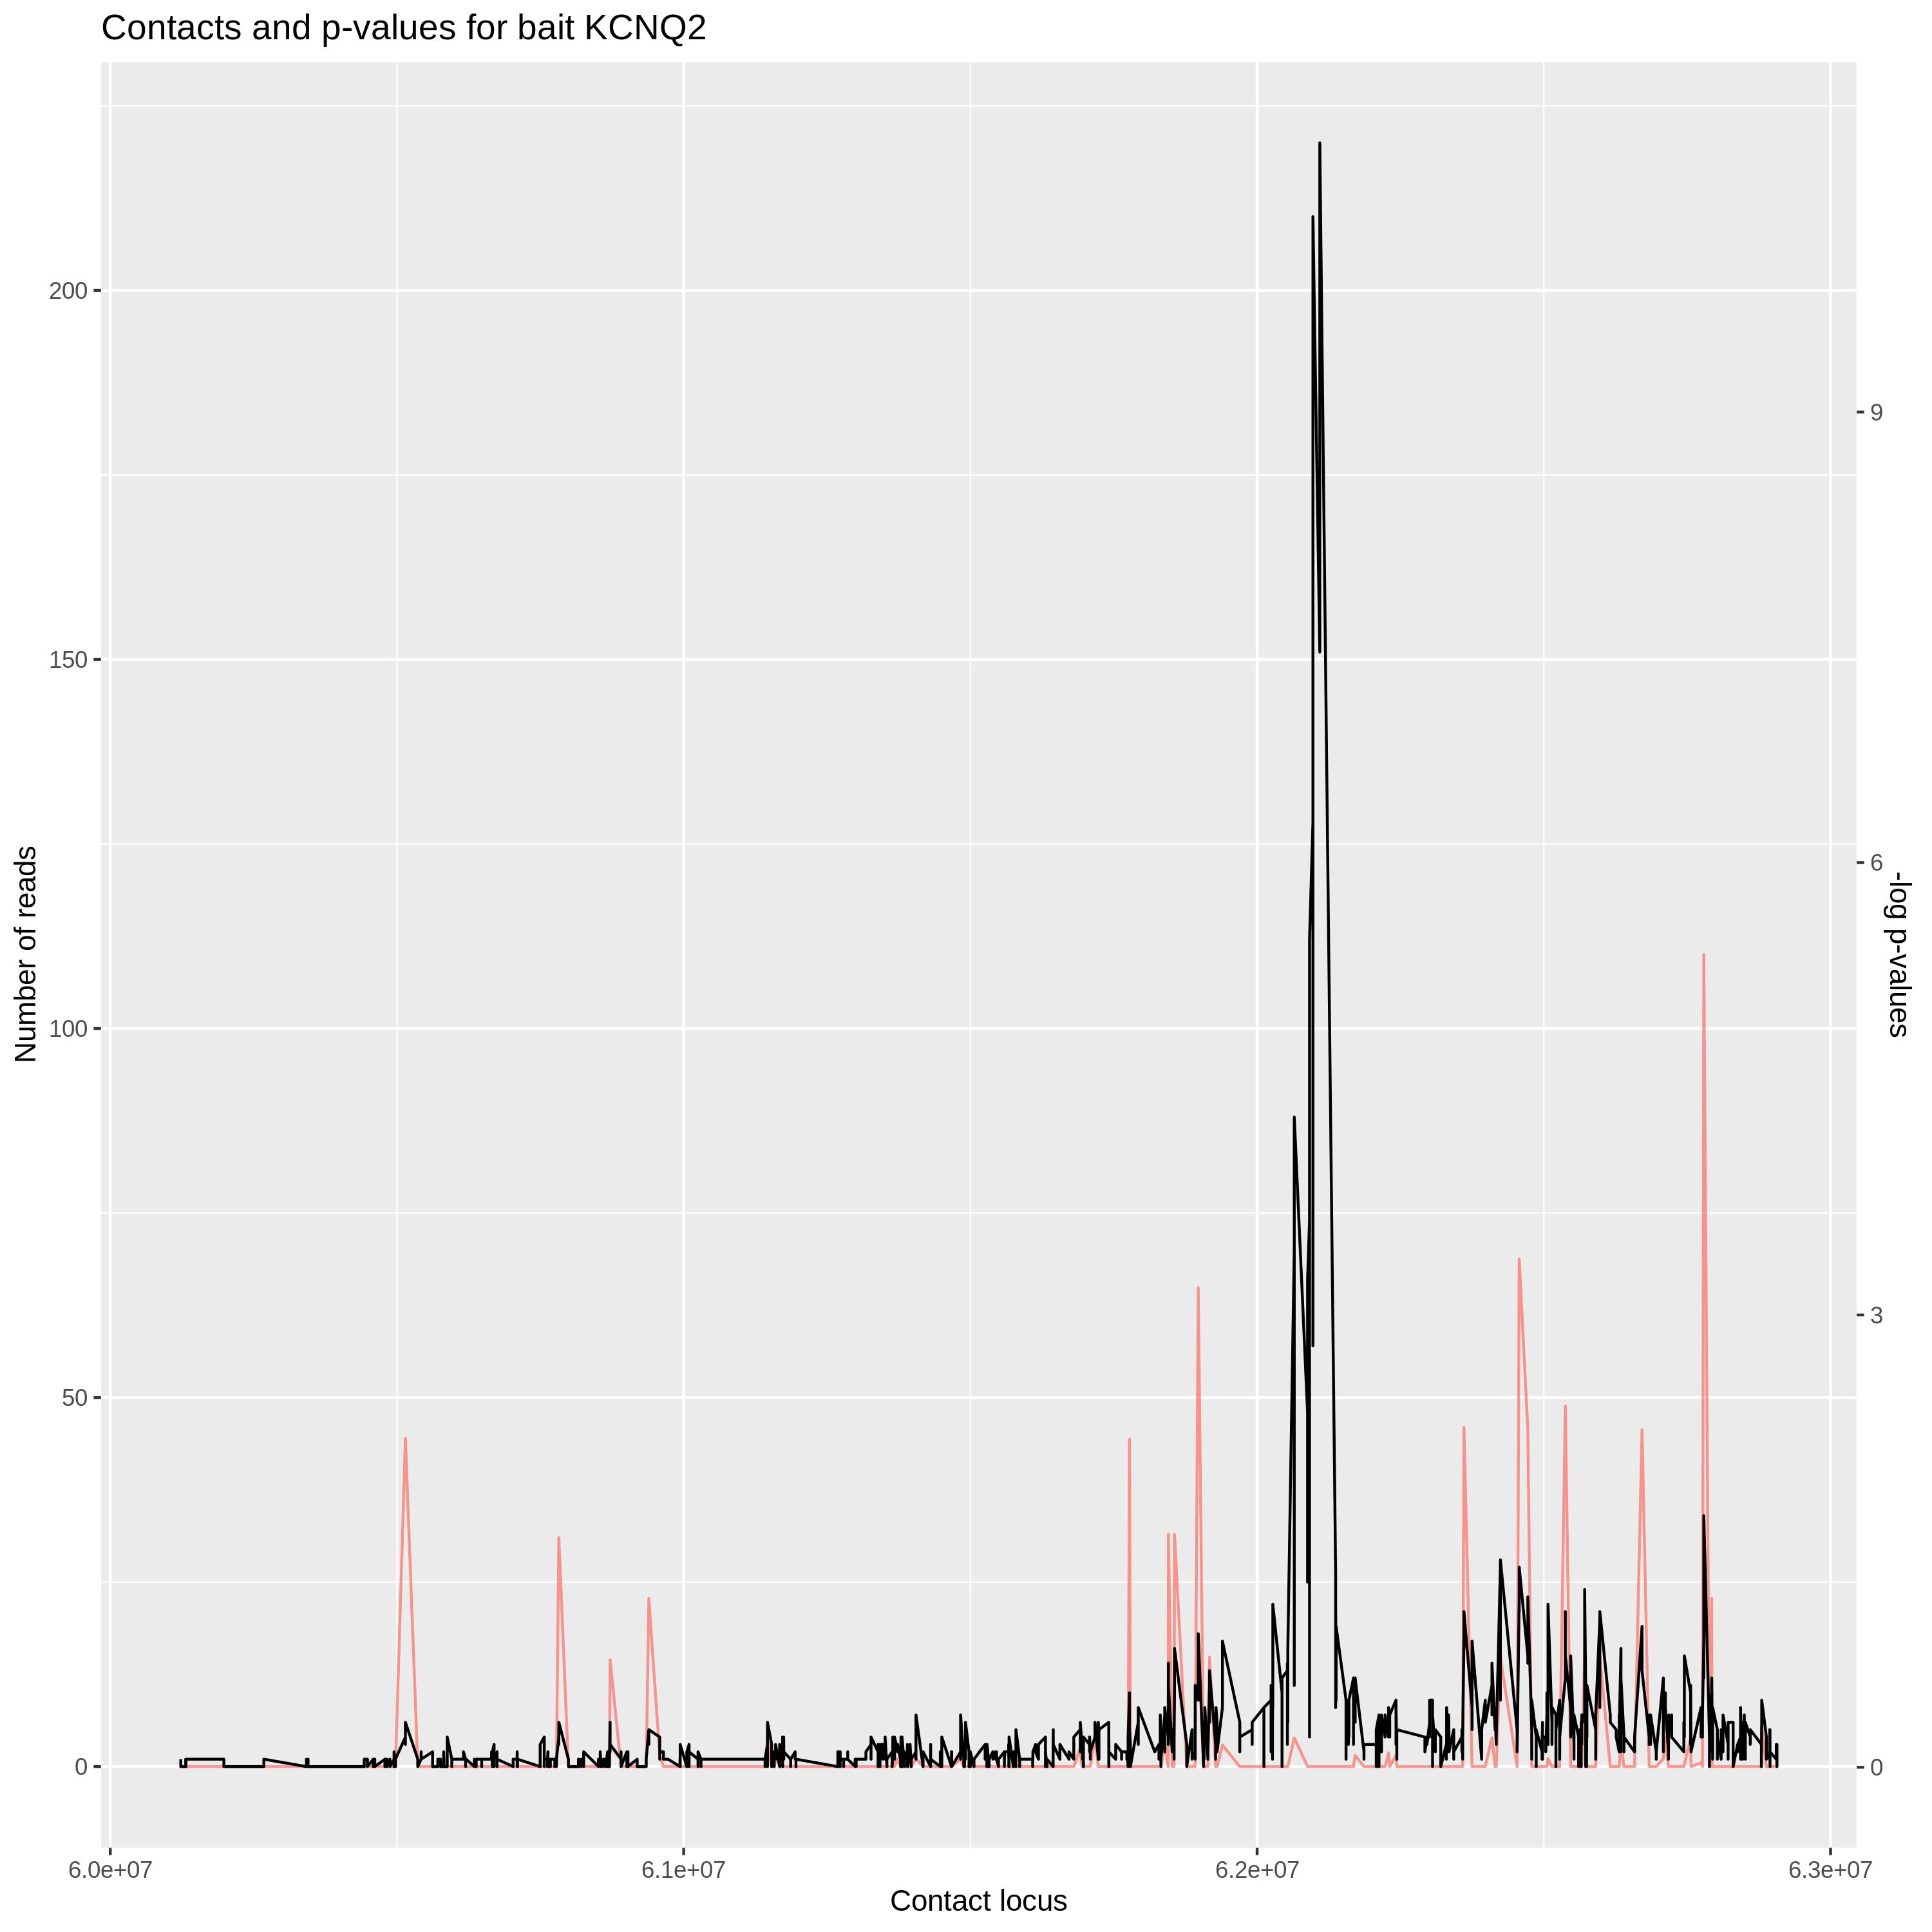 Contacts and p-values for bait KCNQ2
Number of reads
200
150
100
50
0
9
6
3
0
-log p-values
6.0e+07
6.1e+07
6.2e+07
6.3e+07
Contact locus